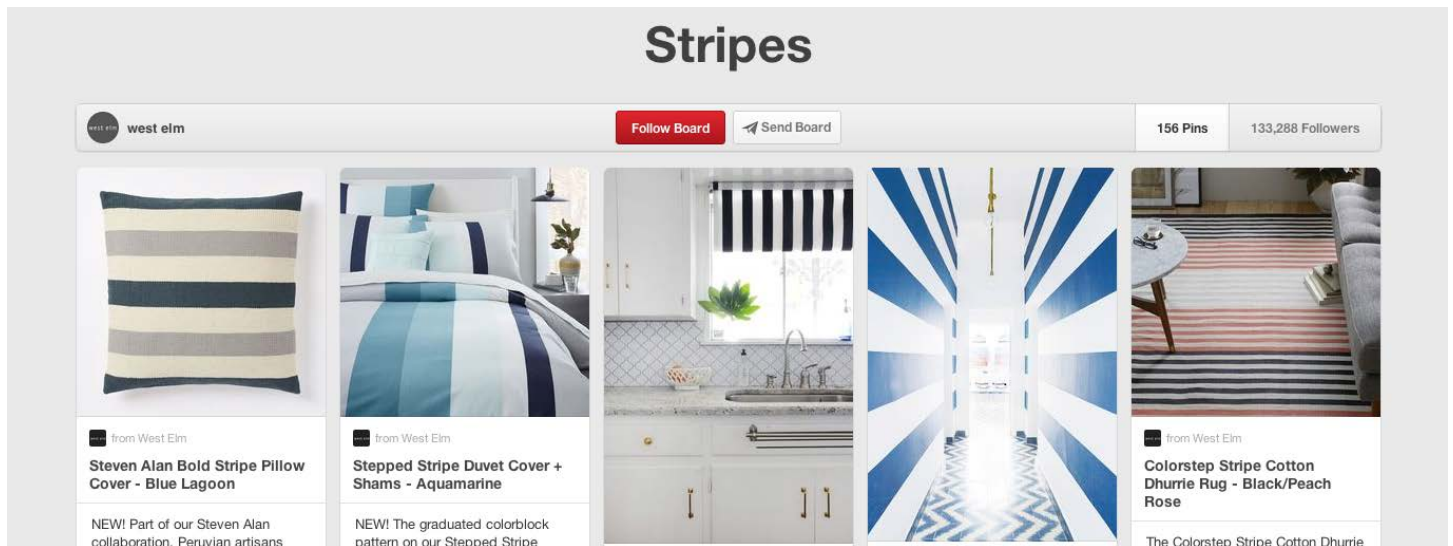 Stripes
west elm
west elm
Follow Board
Send Board
156 Pins
133,288 Followers
from West Elm
Steven Alan Bold Stripe Pillow
Cover - Blue Lagoon
NEW! Part of our Steven Alan
collaboration, Peruvian artisans
from West Elm
Stepped Stripe Duvet Cover +
Shams - Aquamarine
NEW! The graduated colorblock
pattern on our Stepped Stripe
from West Elm
Colorstep Stripe Cotton
Dhurrie Rug - Black/Peach
Rose
The Colorstep Stripe Cotton Dhurrie